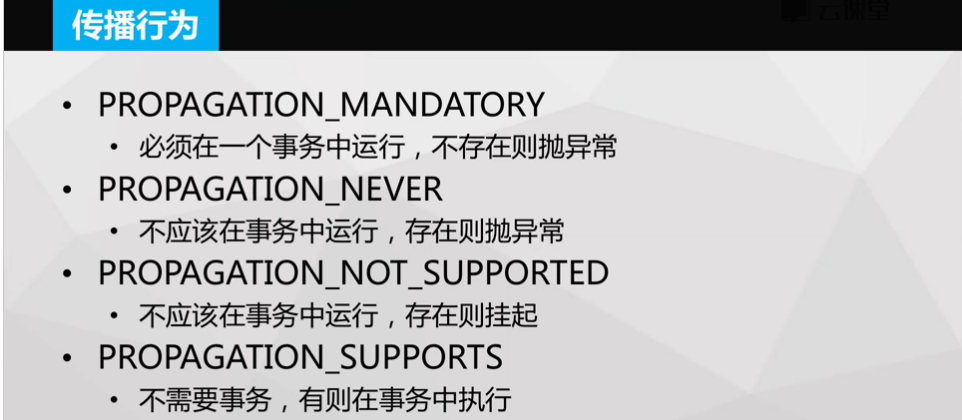 传播行为
云课堂
• PROPAGATION_MANDATORY
• 必须在一个事务中运行，不存在则抛异常
• PROPAGATION_NEVER
• 不应该在事务中运行，存在则抛异常
• PROPAGATION_NOT_SUPPORTED
• 不应该在事务中运行，存在则挂起
• PROPAGATION_SUPPORTS
• 不需要事务，有则在事务中执行